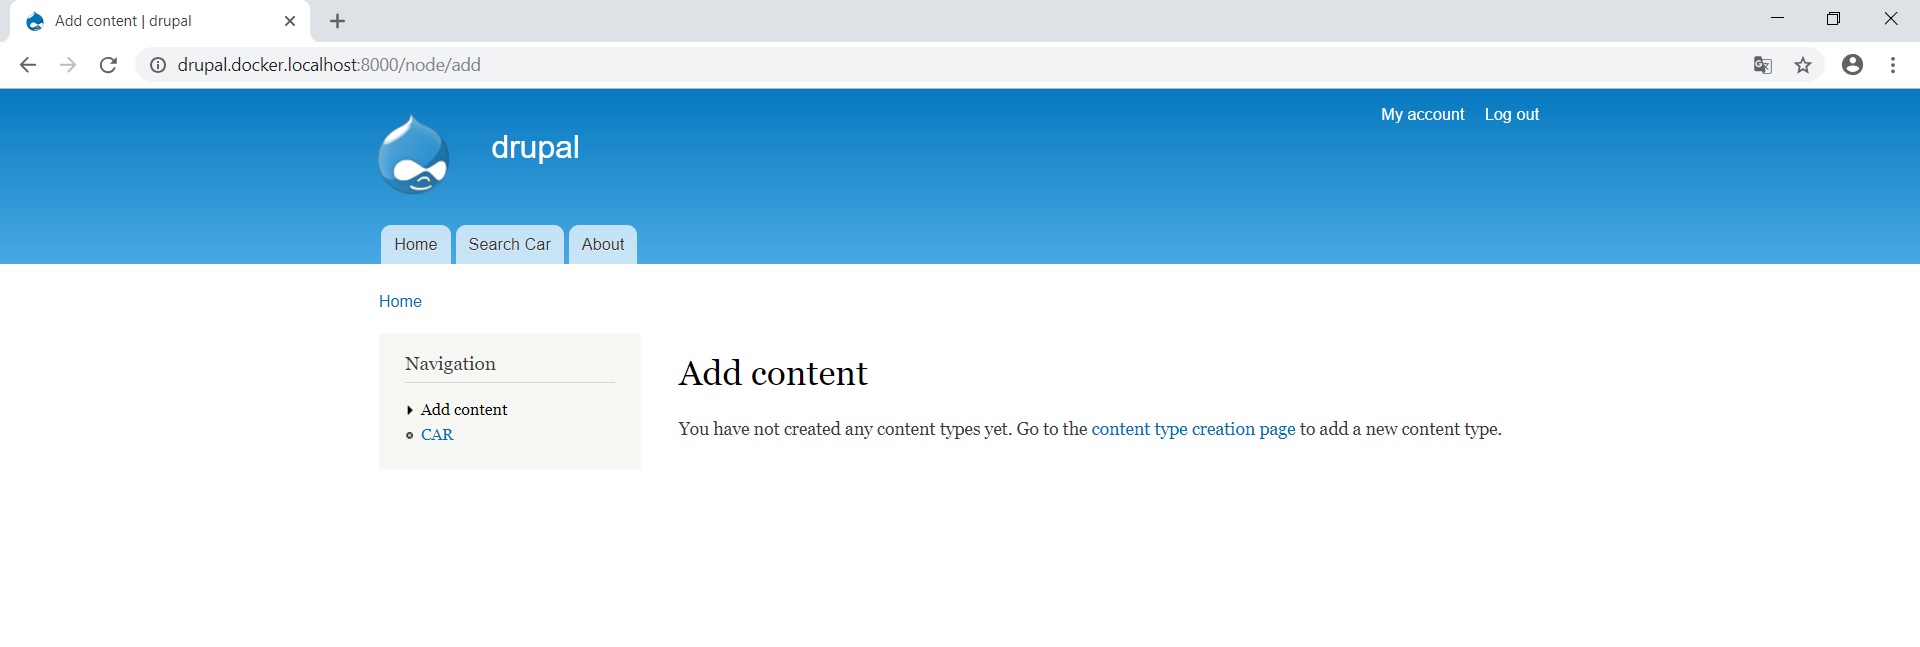 Add content | drupal
drupal.docker.localhost:8000/node/add
My account Log out
drupal
Home Search Car About
Home
Navigation
Add content
CAR
Add content
You have not created any content types yet. Go to the content type creation page to add a new content type.